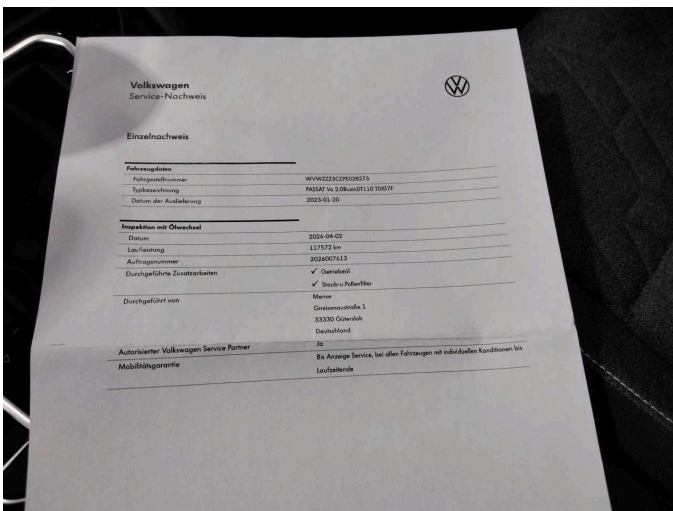 Volkswagen
Service-Nachweis
Einzelnachweis
Fahrzeugdaten
Fahrgestellnummer WVWZZZ3CZPE028273
Typbezeichnung PASSAT Va 2.0BusinDT110 TDID7F
Datum der Auslieferung 2023-01-20
Inspektion mit Ölwechsel
Datum 2026-04-02
Laufleistung 117572 km
Auftragsnummer 2026007613
Durchgeführte Zusatzarbeiten ✓ Getriebeöl
✓ Staub-u.Pollenfilter
Durchgeführt von Mense
Gneisenaustraße 1
33330 Gütersloh
Deutschland
Autorisierter Volkswagen Service Partner Ja
Mobilitätsgarantie Bis Anzeige Service, bei allen Fahrzeugen mit individuellen Konditionen bis
Laufzeitende